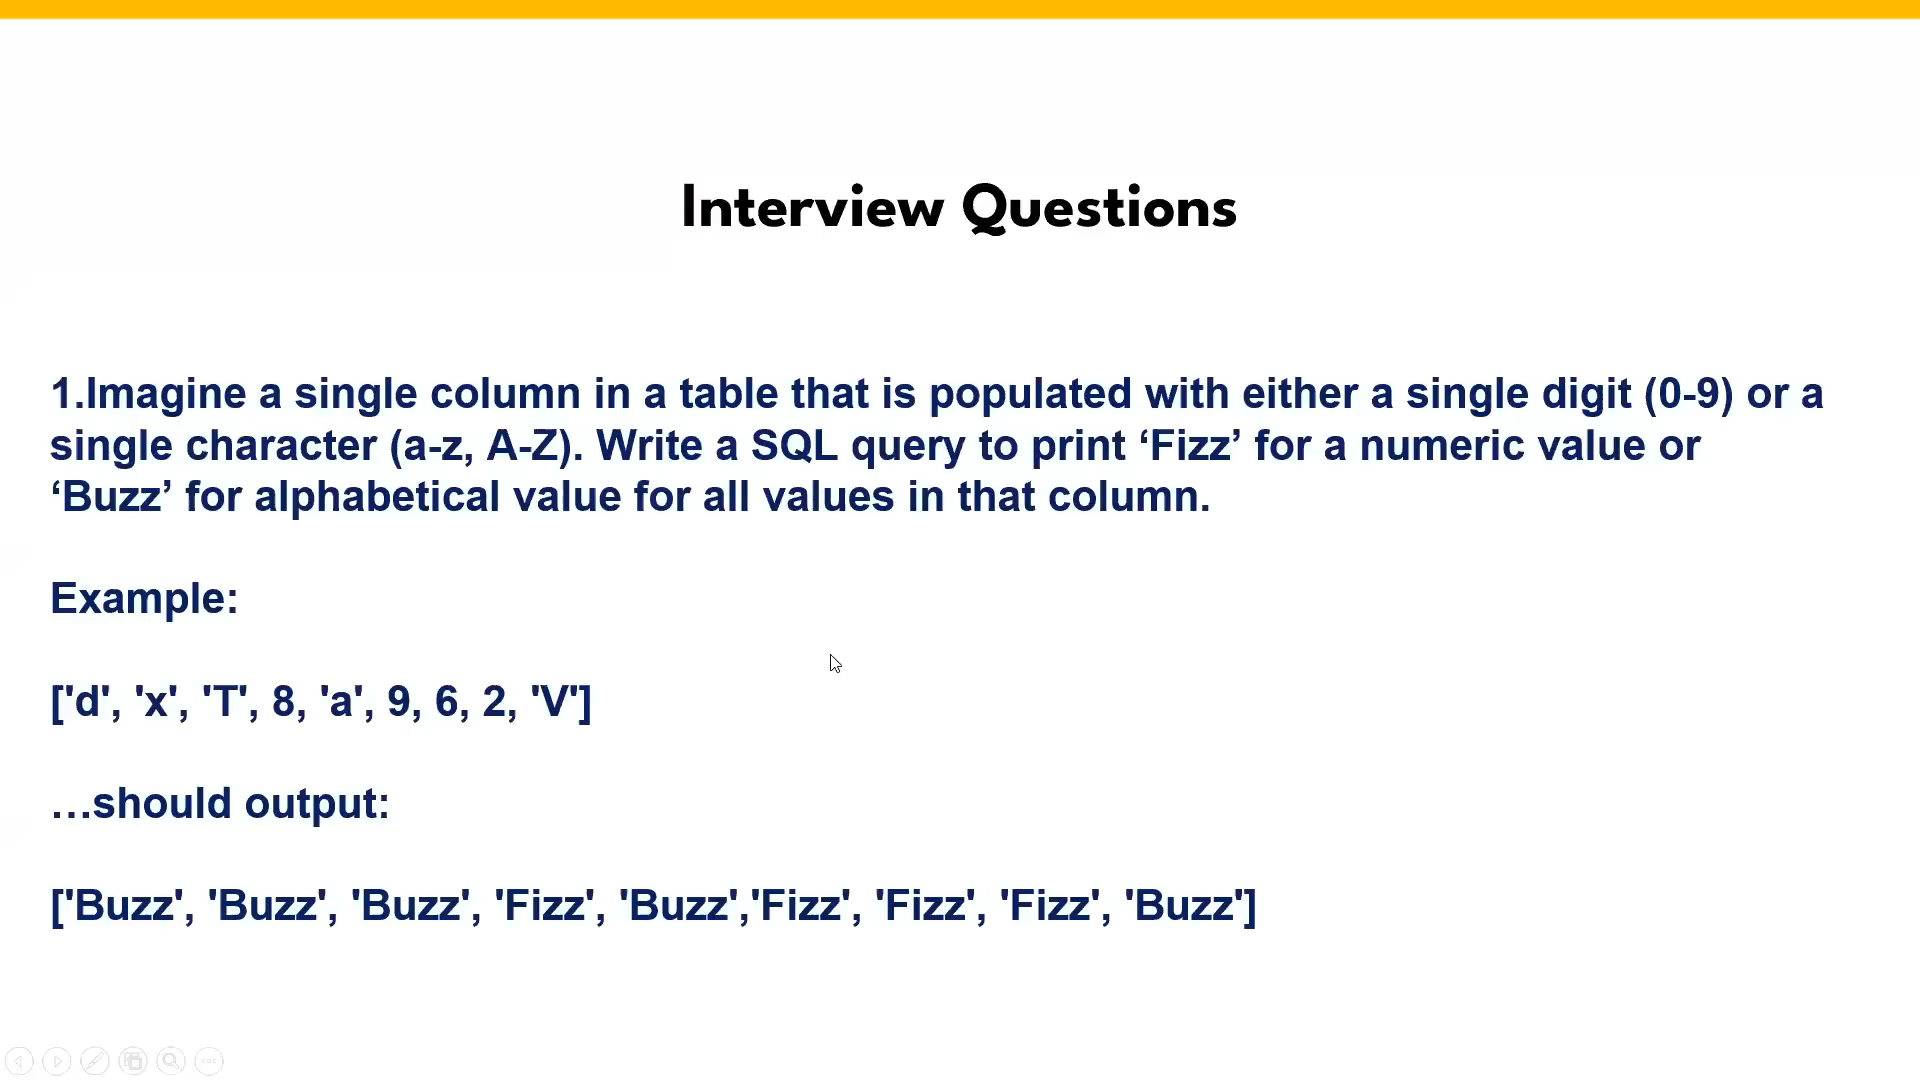 Interview Questions
1.Imagine a single column in a table that is populated with either a single digit (0-9) or a
single character (a-z, A-Z). Write a SQL query to print ‘Fizz’ for a numeric value or
‘Buzz’ for alphabetical value for all values in that column.
Example:
['d', 'x', 'T', 8, 'a', 9, 6, 2, 'V']
…should output:
['Buzz', 'Buzz', 'Buzz', 'Fizz', 'Buzz','Fizz', 'Fizz', 'Fizz', 'Buzz']